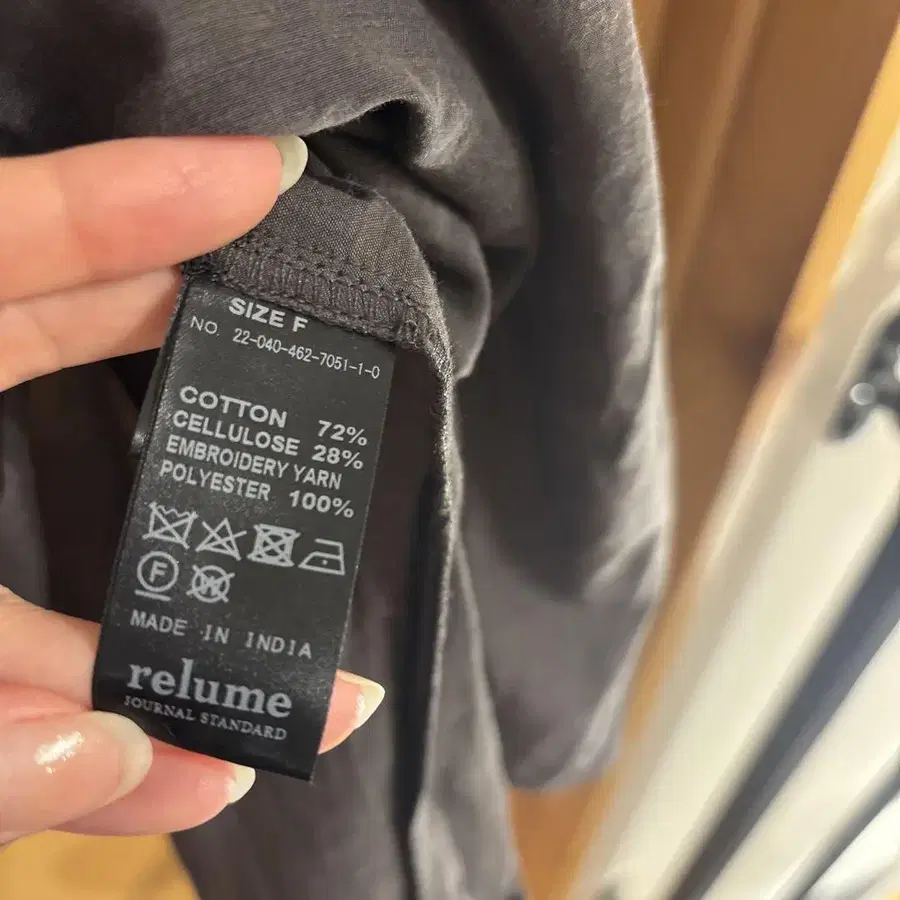 SIZE F
NO. 22-040-462-7051-1-0
COTTON 72%
CELLULOSE 28%
EMBROIDERY YARN
POLYESTER 100%
F W
MADE IN INDIA
relume
JOURNAL STANDARD